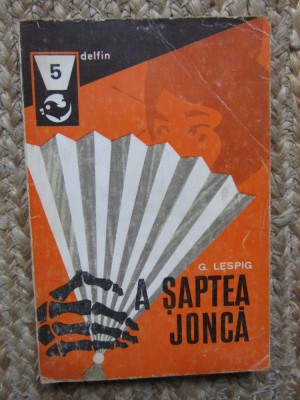 5
delfin
G. LESPIG
A ŞAPTEA
JONCĂ